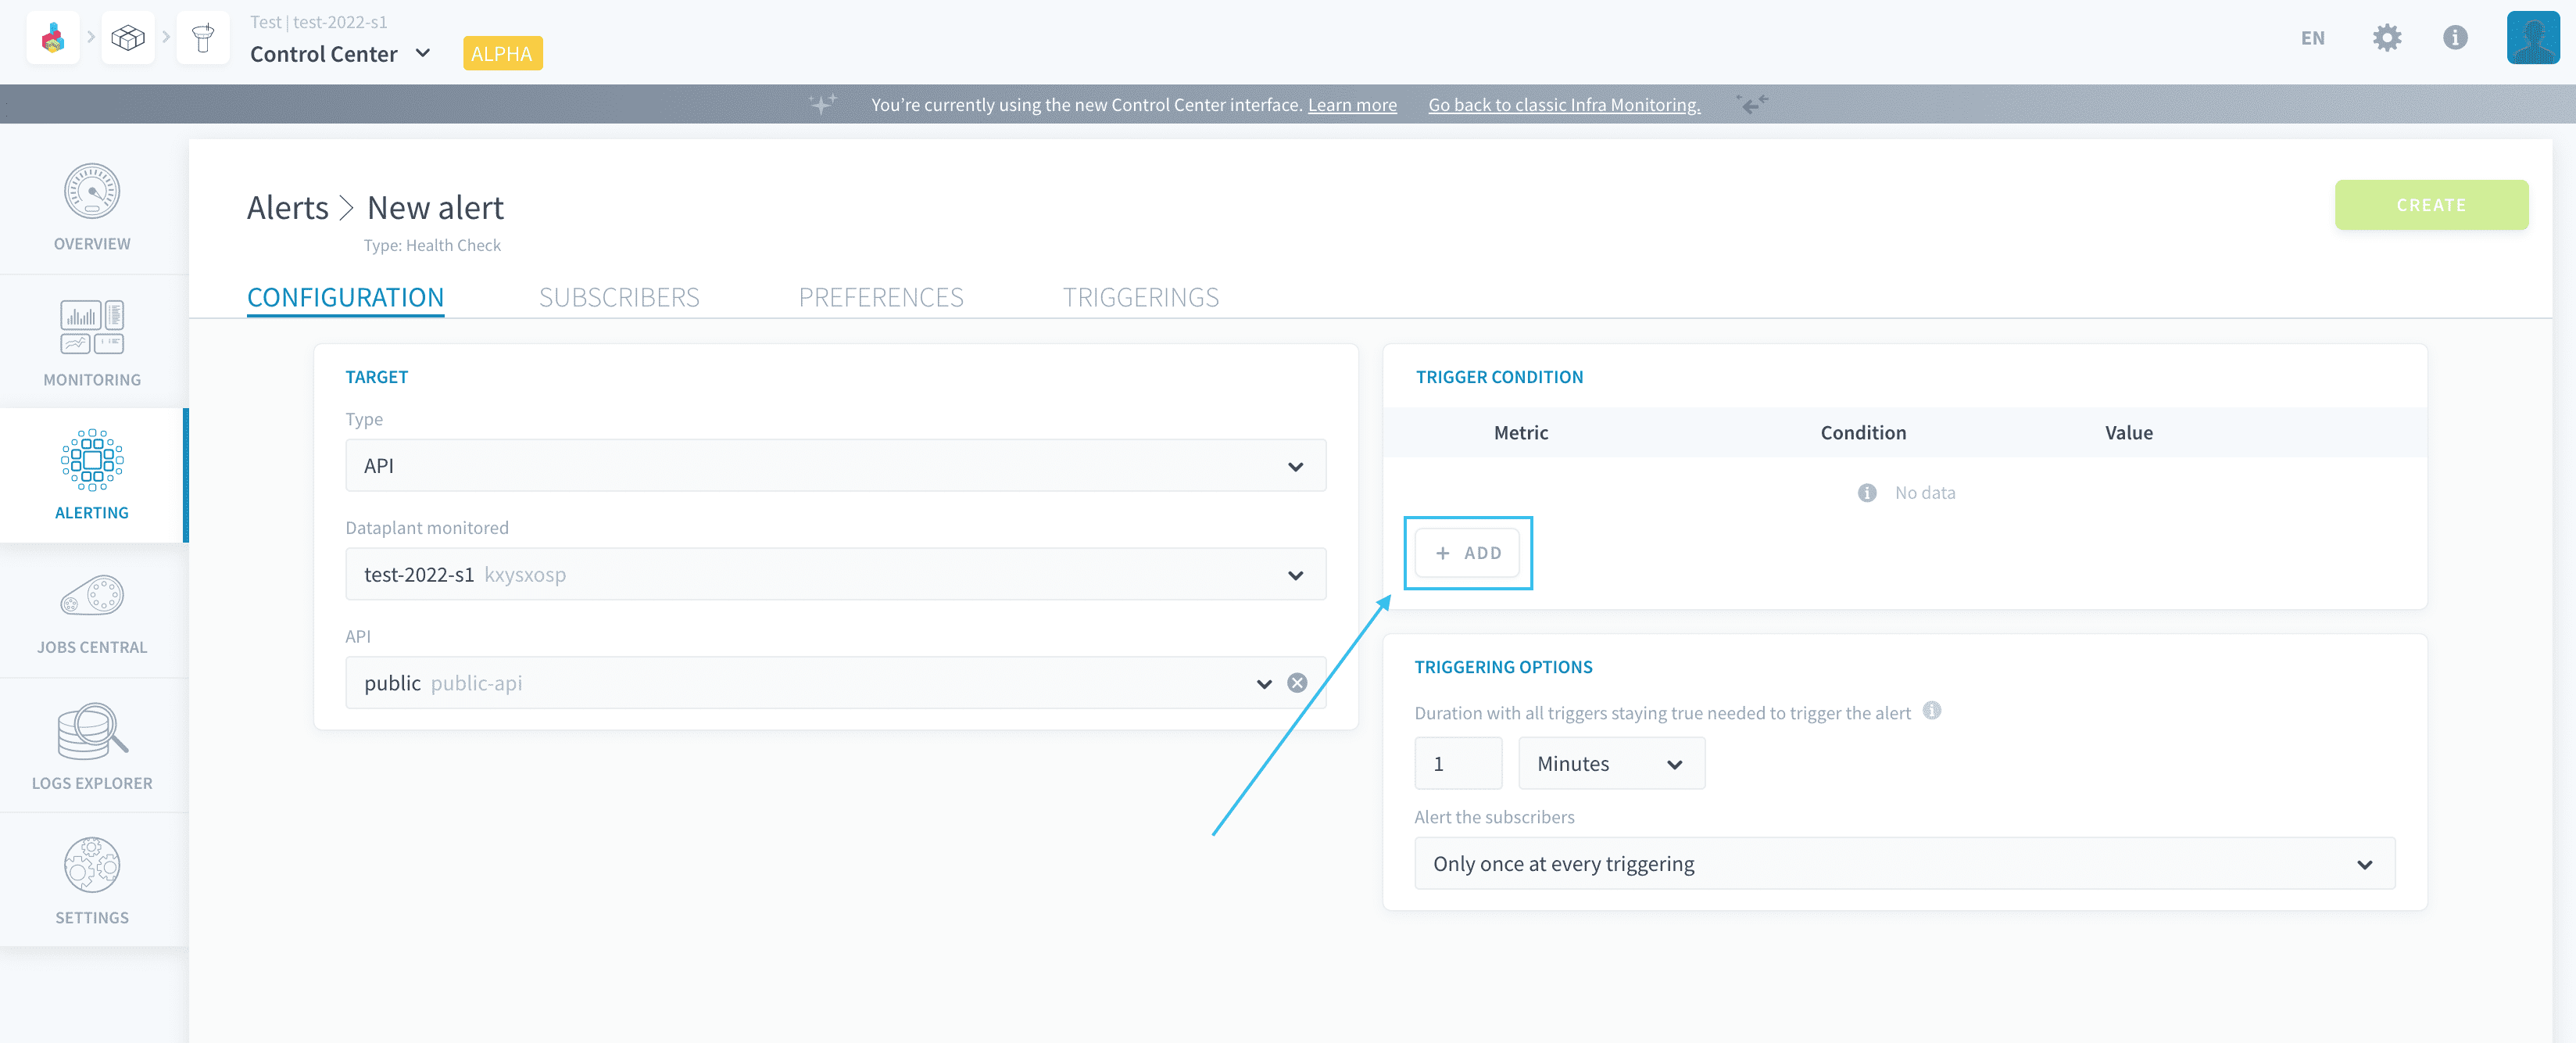 Test | test-2022-s1
Control Center
ALPHA
EN
You’re currently using the new Control Center interface. Learn more Go back to classic Infra Monitoring.
OVERVIEW
MONITORING
ALERTING
JOBS CENTRAL
LOGS EXPLORER
SETTINGS
Alerts > New alert
Type: Health Check
CREATE
CONFIGURATION SUBSCRIBERS PREFERENCES TRIGGERINGS
TARGET
Type
API
Dataplant monitored
test-2022-s1 kxysxosp
API
public public-api
TRIGGER CONDITION
Metric Condition Value
No data
+ ADD
TRIGGERING OPTIONS
Duration with all triggers staying true needed to trigger the alert
1 Minutes
Alert the subscribers
Only once at every triggering